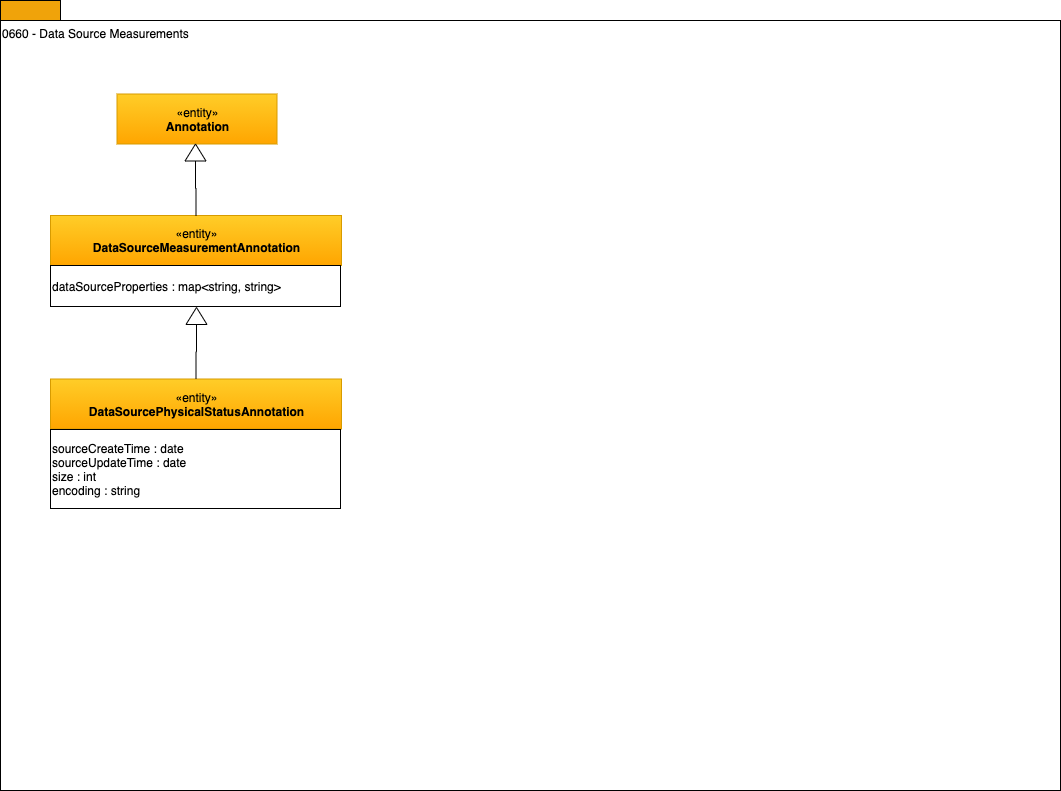 0660 - Data Source Measurements
«entity»
Annotation
«entity»
DataSourceMeasurementAnnotation
dataSourceProperties : map<string, string>
«entity»
DataSourcePhysicalStatusAnnotation
sourceCreateTime : date
sourceUpdateTime : date
size : int
encoding : string